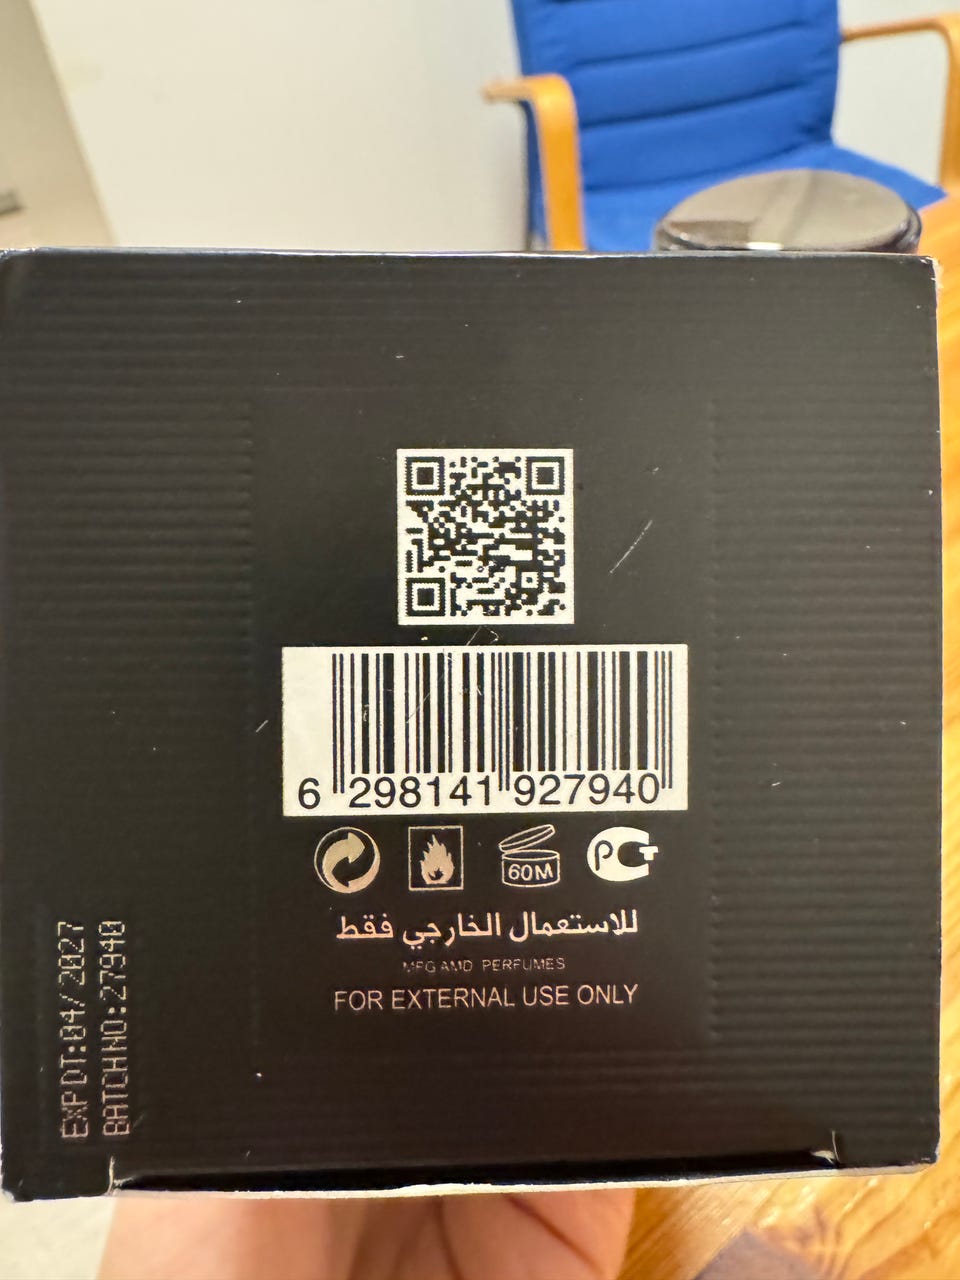 6 298141 927940
60M
للاستعمال الخارجي فقط
MFG AMD PERFUMES
FOR EXTERNAL USE ONLY
EXP DT:04/2027
BATCH NO:27940